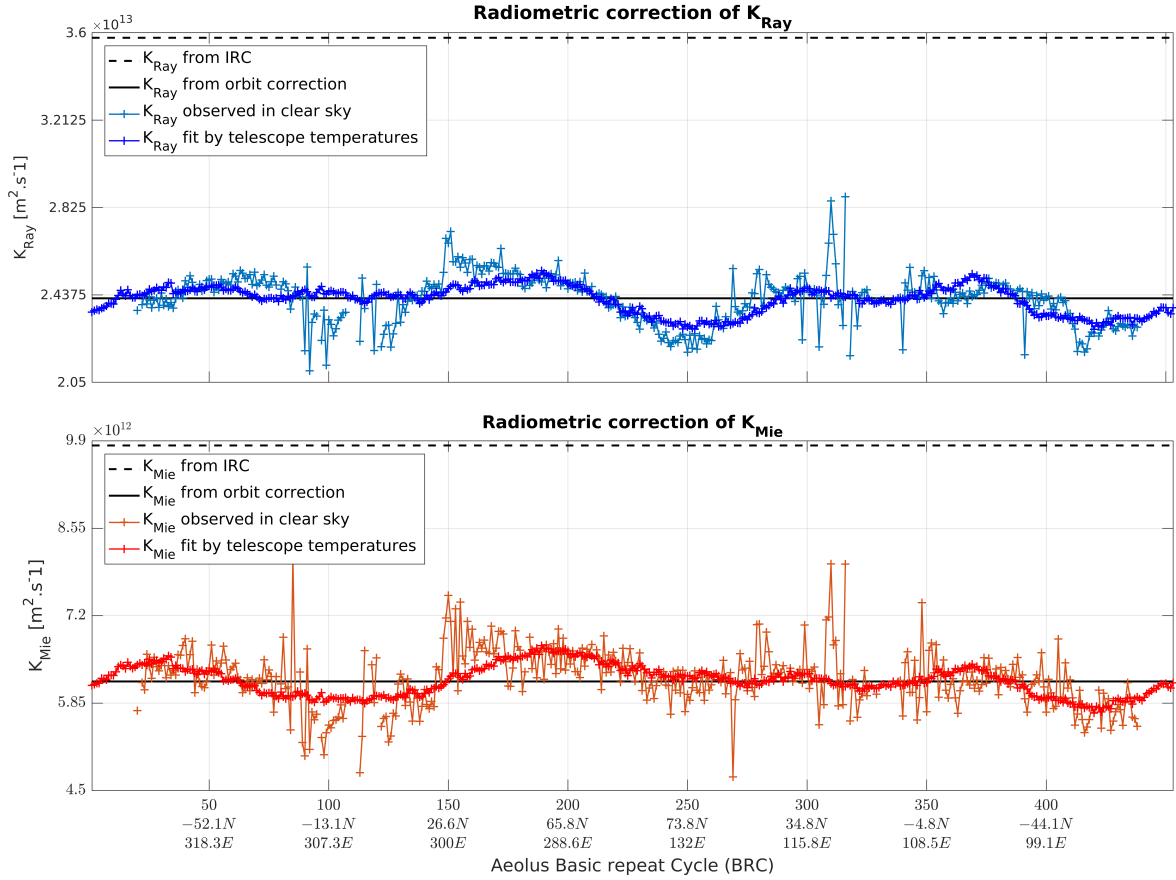 Radiometric correction of K_Ray
×10^13
3.6
3.2125
2.825
2.4375
2.05
K_Ray [m^2.s^-1]
K_Ray from IRC
K_Ray from orbit correction
K_Ray observed in clear sky
K_Ray fit by telescope temperatures
Radiometric correction of K_Mie
×10^12
9.9
8.55
7.2
5.85
4.5
K_Mie [m^2.s^-1]
K_Mie from IRC
K_Mie from orbit correction
K_Mie observed in clear sky
K_Mie fit by telescope temperatures
50 100 150 200 250 300 350 400
−52.1N −13.1N 26.6N 65.8N 73.8N 34.8N −4.8N −44.1N
318.3E 307.3E 300E 288.6E 132E 115.8E 108.5E 99.1E
Aeolus Basic repeat Cycle (BRC)